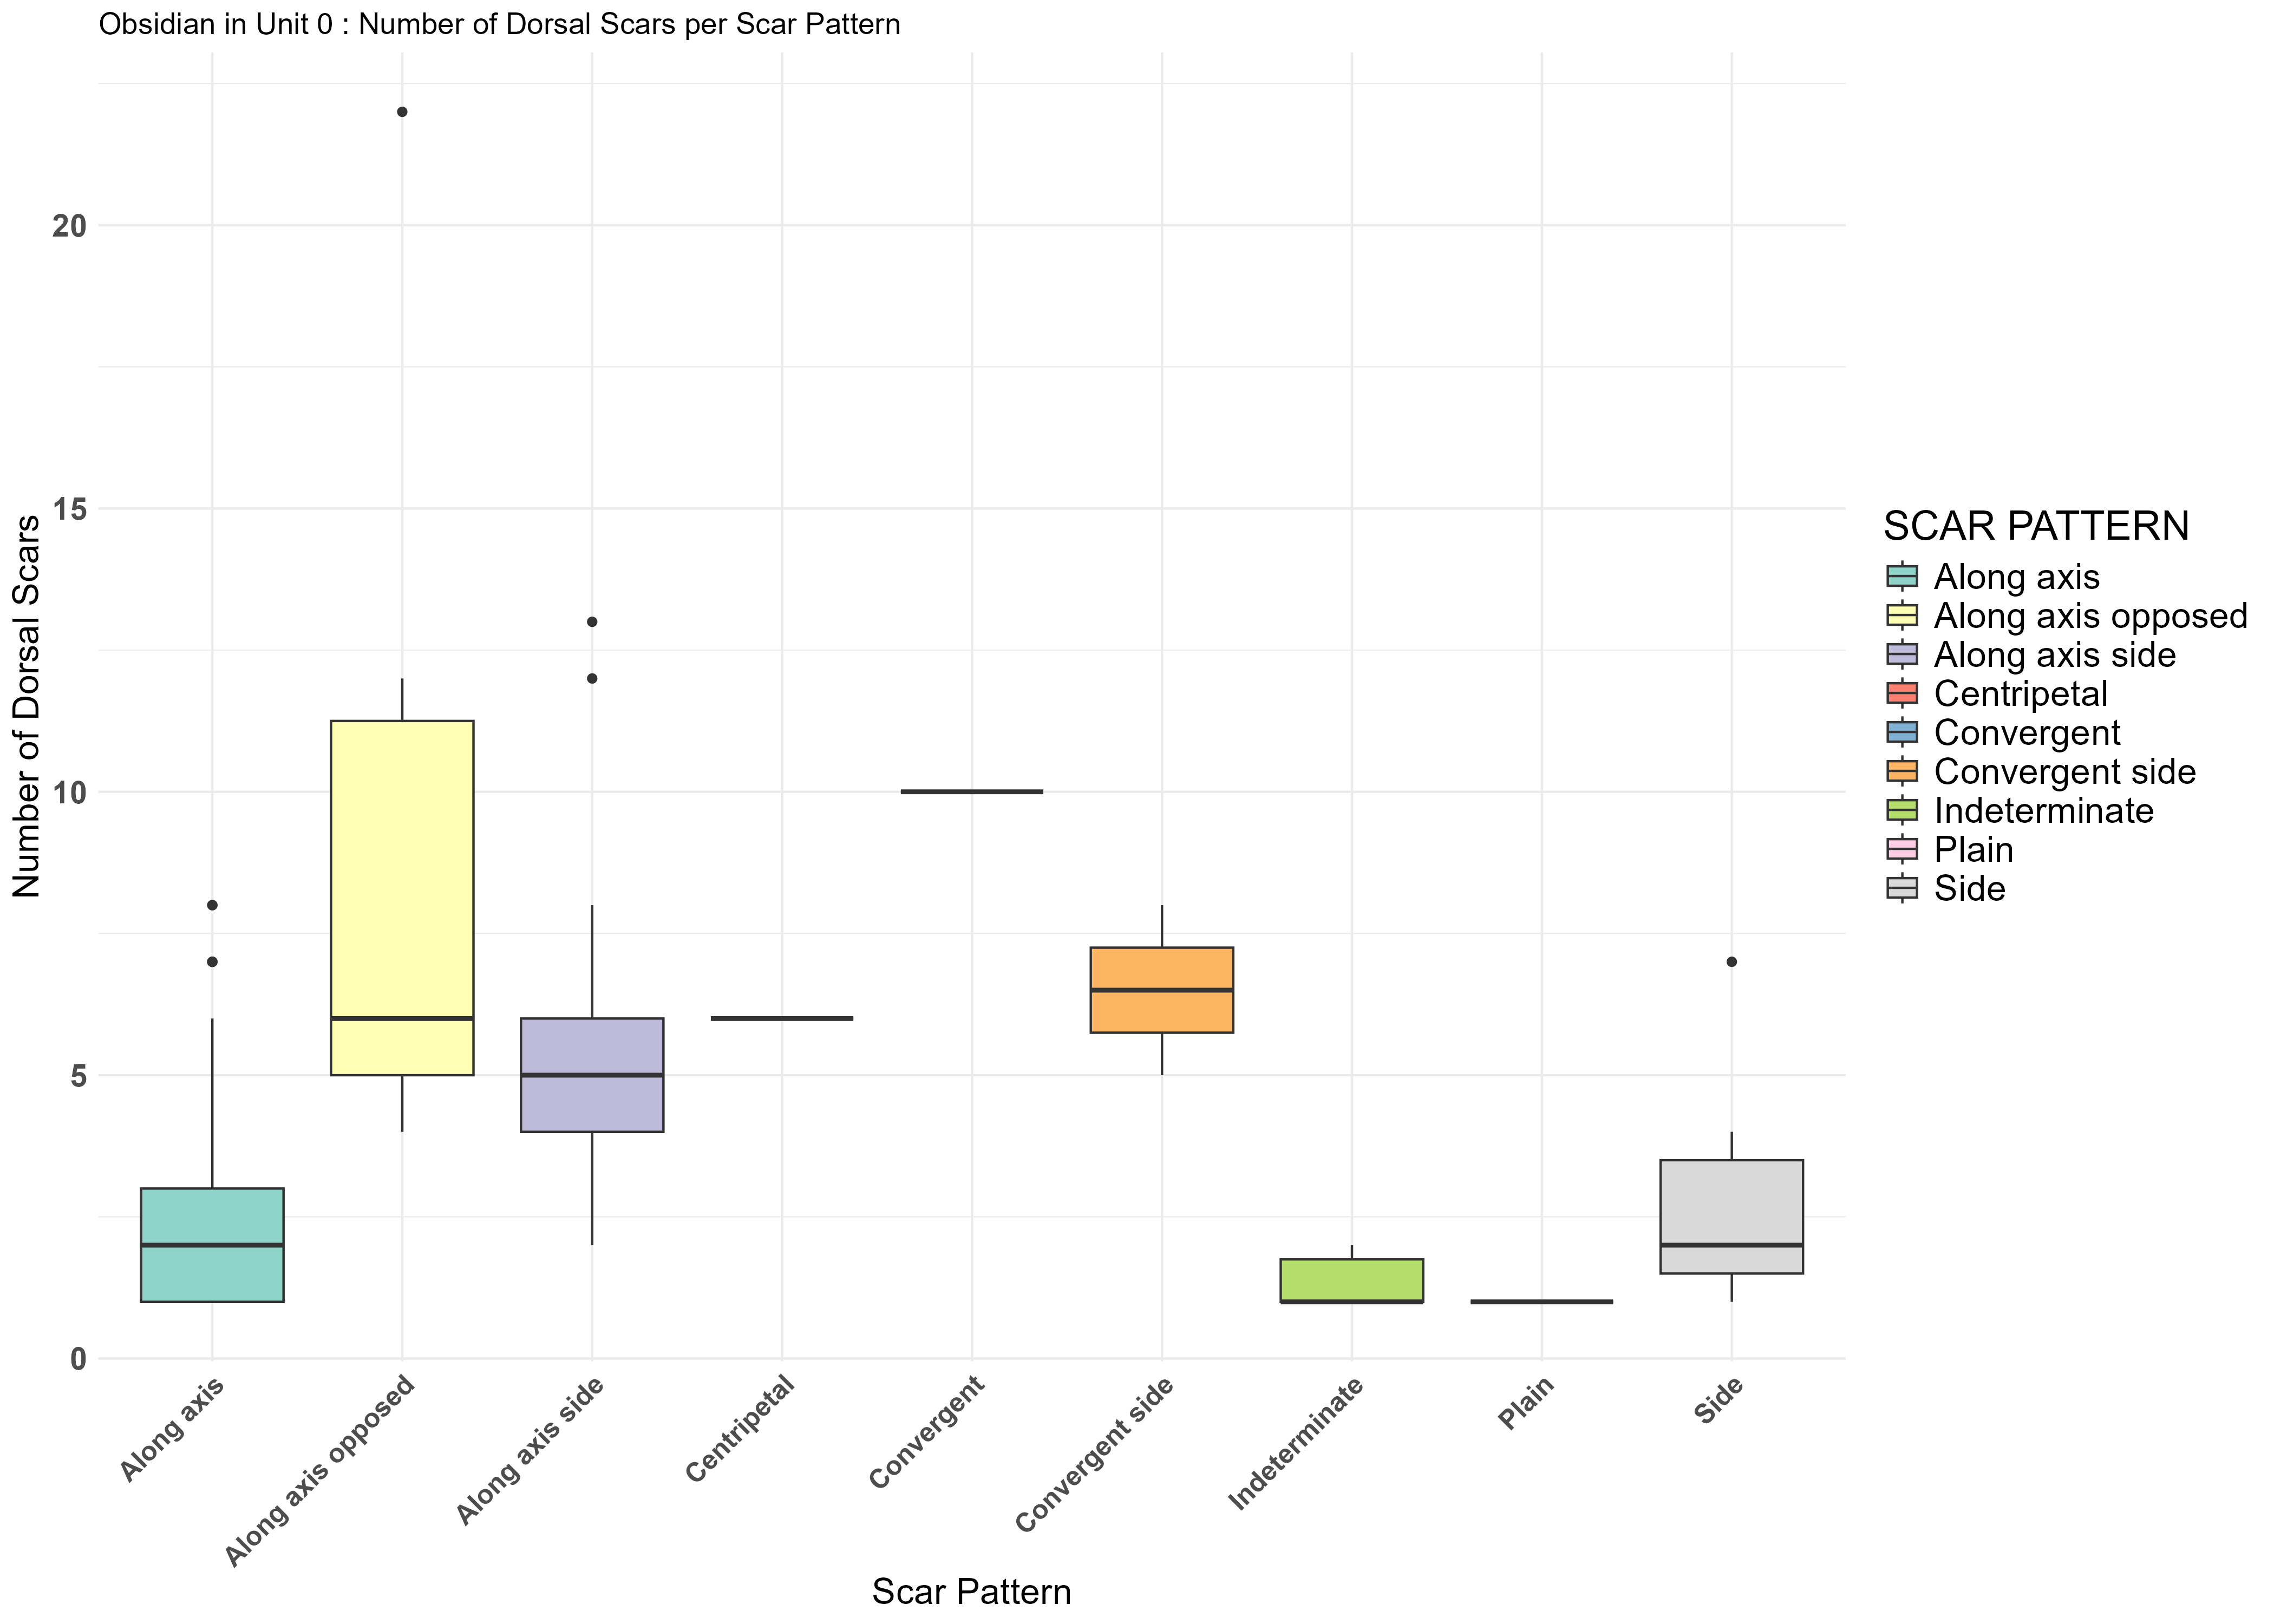 Obsidian in Unit 0 : Number of Dorsal Scars per Scar Pattern
Number of Dorsal Scars
20
15
10
5
0
Along axis
Along axis opposed
Along axis side
Centripetal
Convergent
Convergent side
Indeterminate
Plain
Side
Scar Pattern
SCAR PATTERN
Along axis
Along axis opposed
Along axis side
Centripetal
Convergent
Convergent side
Indeterminate
Plain
Side